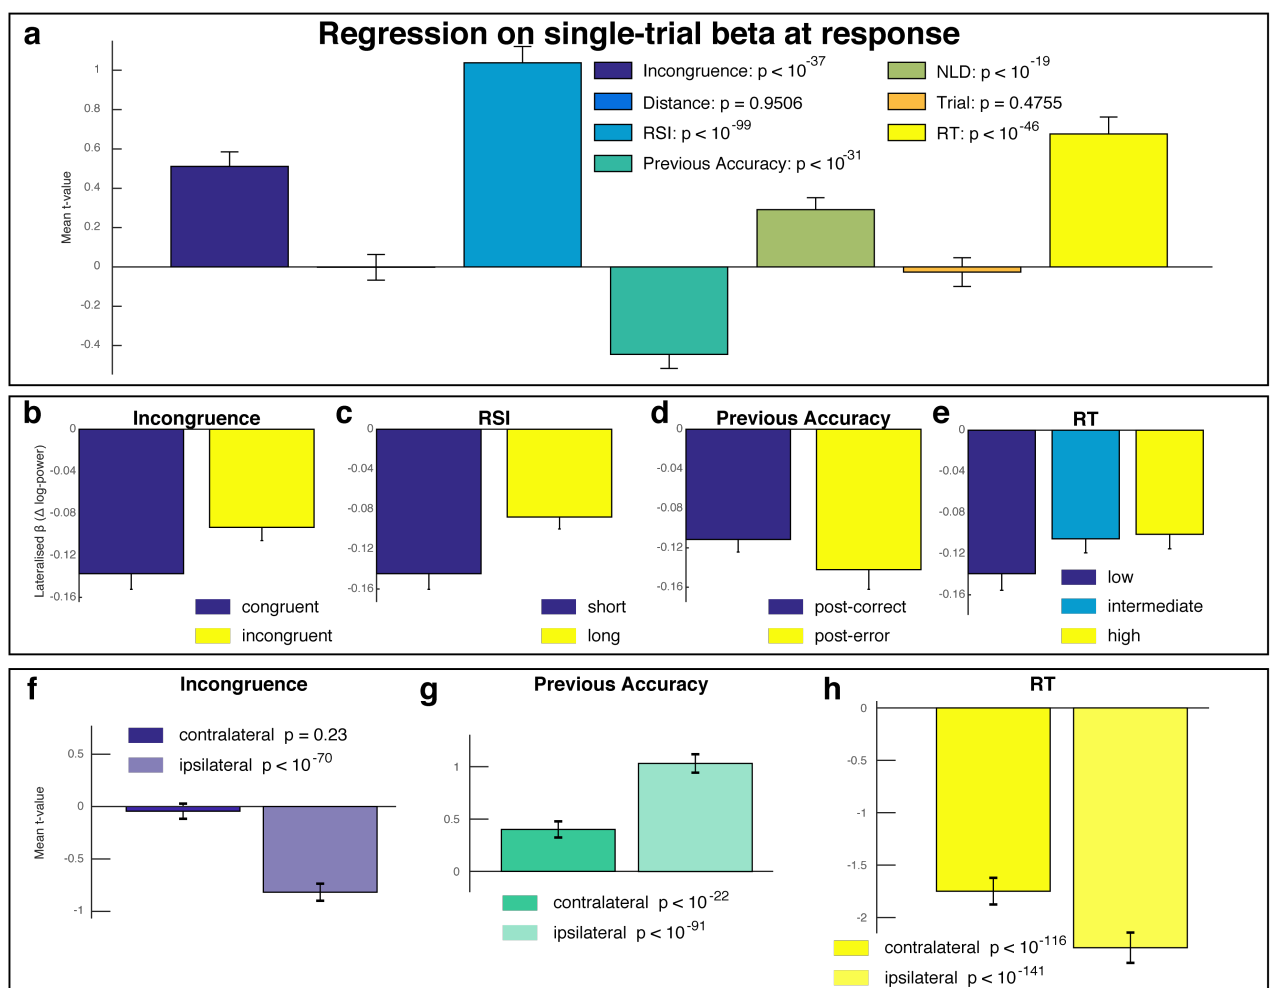 a
Regression on single-trial beta at response
Mean t-value
1
0.8
0.6
0.4
0.2
0
-0.2
-0.4
Incongruence: p < 10^-37
Distance: p = 0.9506
RSI: p < 10^-99
Previous Accuracy: p < 10^-31
NLD: p < 10^-19
Trial: p = 0.4755
RT: p < 10^-46
b
Incongruence
Lateralised β (Δ log-power)
0
-0.04
-0.08
-0.12
-0.16
congruent
incongruent
c
RSI
0
-0.04
-0.08
-0.12
-0.16
short
long
d
Previous Accuracy
0
-0.04
-0.08
-0.12
-0.16
post-correct
post-error
e
RT
0
-0.04
-0.08
-0.12
-0.16
low
intermediate
high
f
Incongruence
Mean t-value
0.5
0
-0.5
-1
contralateral p = 0.23
ipsilateral p < 10^-70
g
Previous Accuracy
1
0.5
0
contralateral p < 10^-22
ipsilateral p < 10^-91
h
RT
0
-0.5
-1
-1.5
-2
contralateral p < 10^-116
ipsilateral p < 10^-141